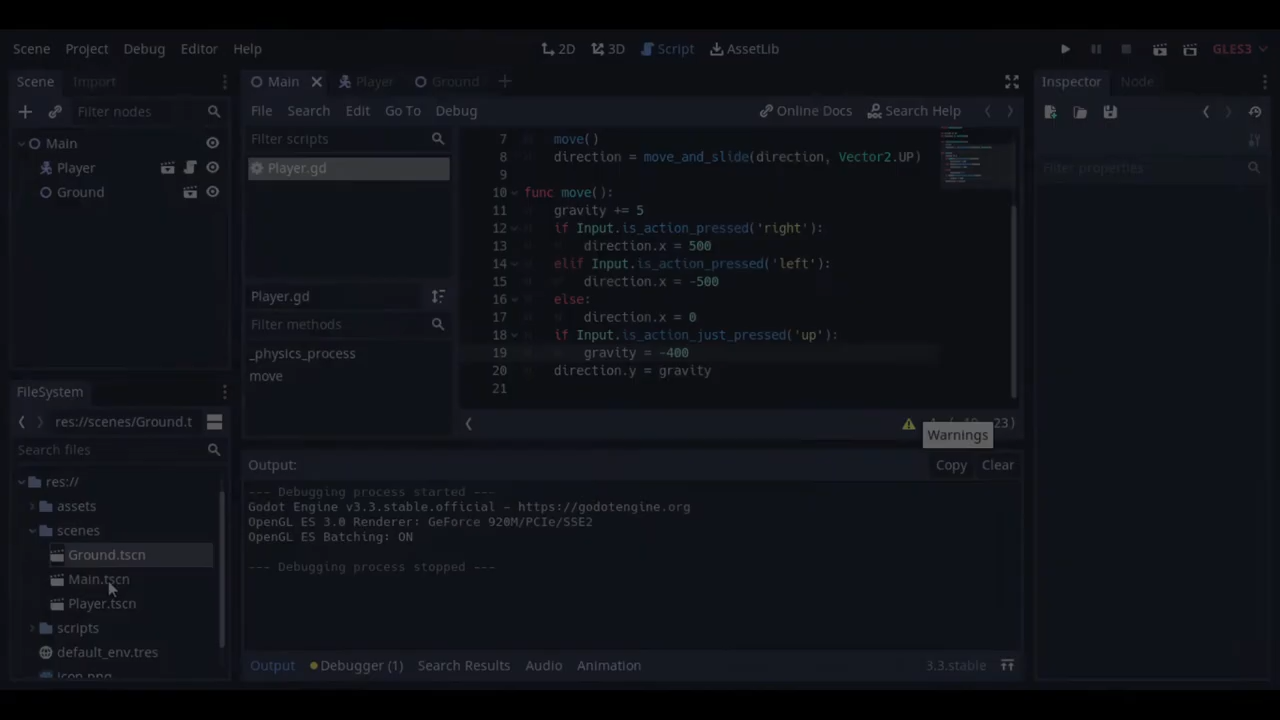 Scene Project Debug Editor Help
2D 3D Script AssetLib
GLES3
Scene Import
Filter nodes
Main
Player
Ground
Main Player Ground
File Search Edit Go To Debug
Online Docs Search Help
Filter scripts
Player.gd
Player.gd
Filter methods
_physics_process
move
7 move()
8 direction = move_and_slide(direction, Vector2.UP)
9
10 func move():
11 gravity += 5
12 if Input.is_action_pressed('right'):
13 direction.x = 500
14 elif Input.is_action_pressed('left'):
15 direction.x = -500
16 else:
17 direction.x = 0
18 if Input.is_action_just_pressed('up'):
19 gravity = -400
20 direction.y = gravity
21
23)
Warnings
Inspector Node
Filter properties
FileSystem
res://scenes/Ground.t
Search files
res://
assets
scenes
Ground.tscn
Main.tscn
Player.tscn
scripts
default_env.tres
icon.png
Output:
Copy Clear
--- Debugging process started ---
Godot Engine v3.3.stable.official - https://godotengine.org
OpenGL ES 3.0 Renderer: GeForce 920M/PCIe/SSE2
OpenGL ES Batching: ON
--- Debugging process stopped ---
Output Debugger (1) Search Results Audio Animation
3.3.stable